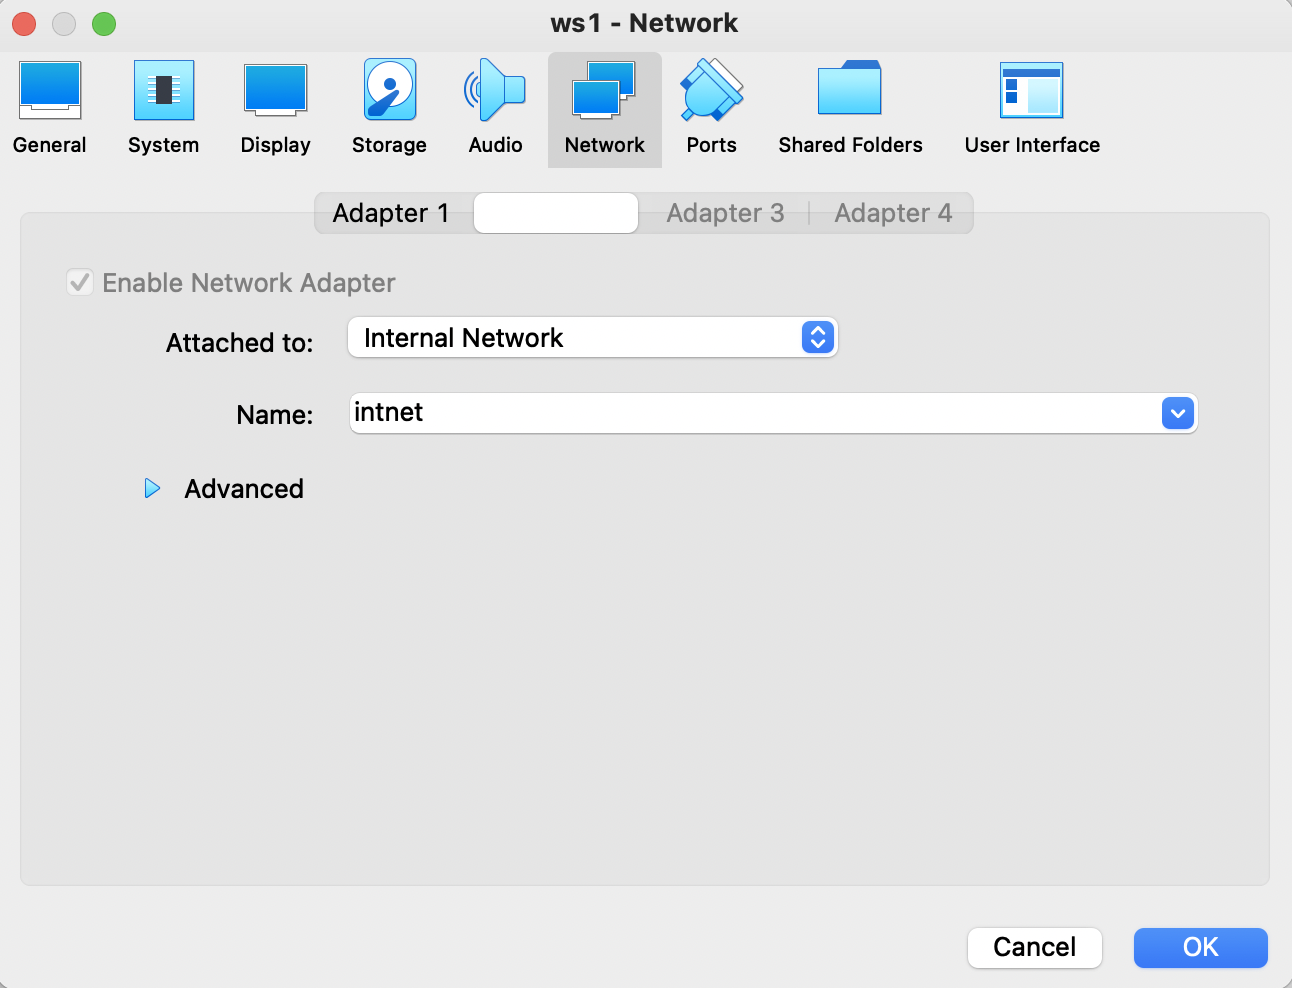 ws1 - Network
General System Display Storage Audio Network Ports Shared Folders User Interface
Adapter 1 Adapter 3 Adapter 4
Enable Network Adapter
Attached to: Internal Network
Name: intnet
Advanced
Cancel OK